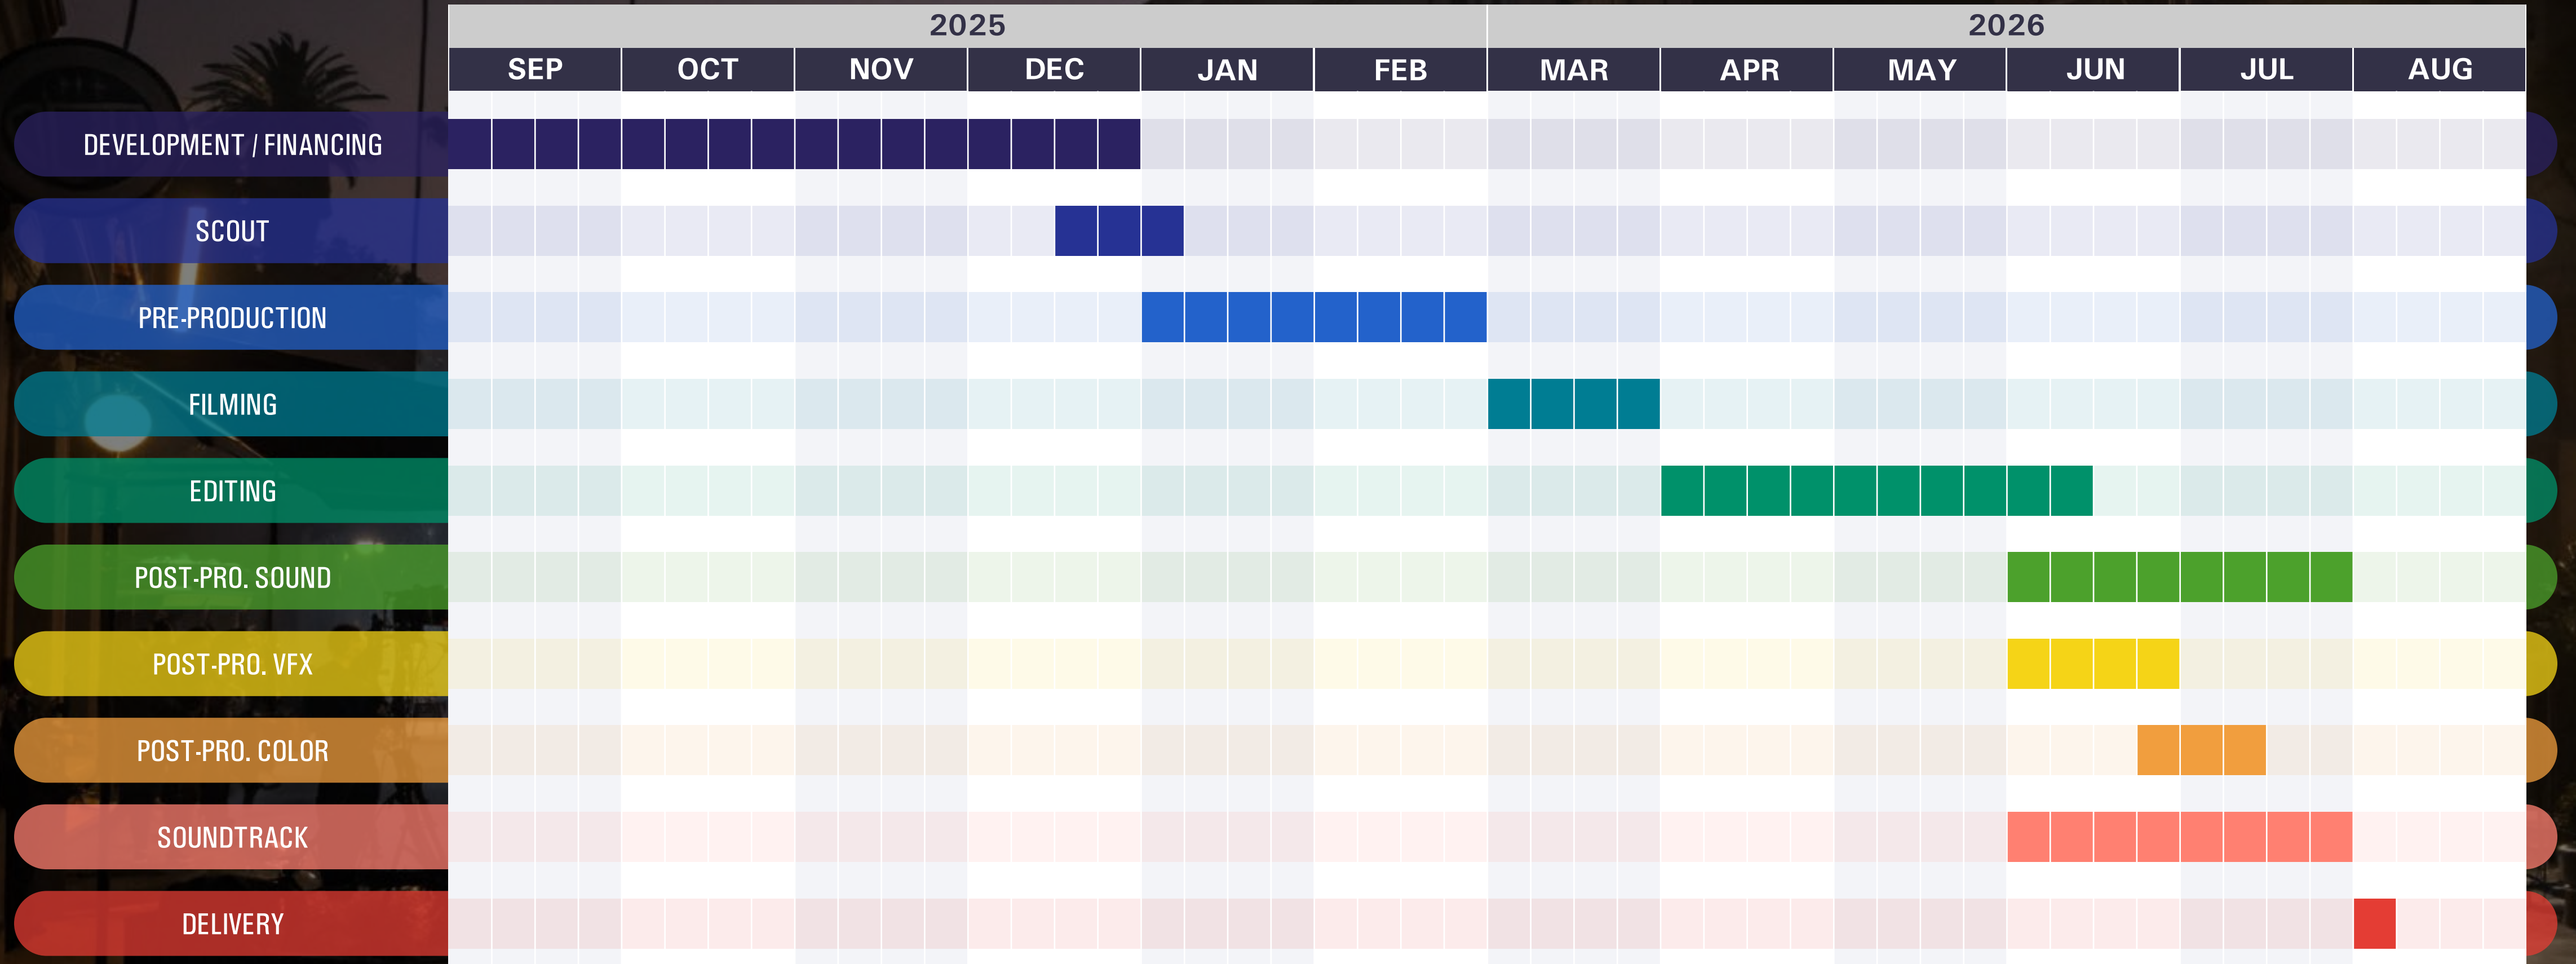 2025 2026
SEP OCT NOV DEC JAN FEB MAR APR MAY JUN JUL AUG
DEVELOPMENT / FINANCING
SCOUT
PRE-PRODUCTION
FILMING
EDITING
POST-PRO. SOUND
POST-PRO. VFX
POST-PRO. COLOR
SOUNDTRACK
DELIVERY